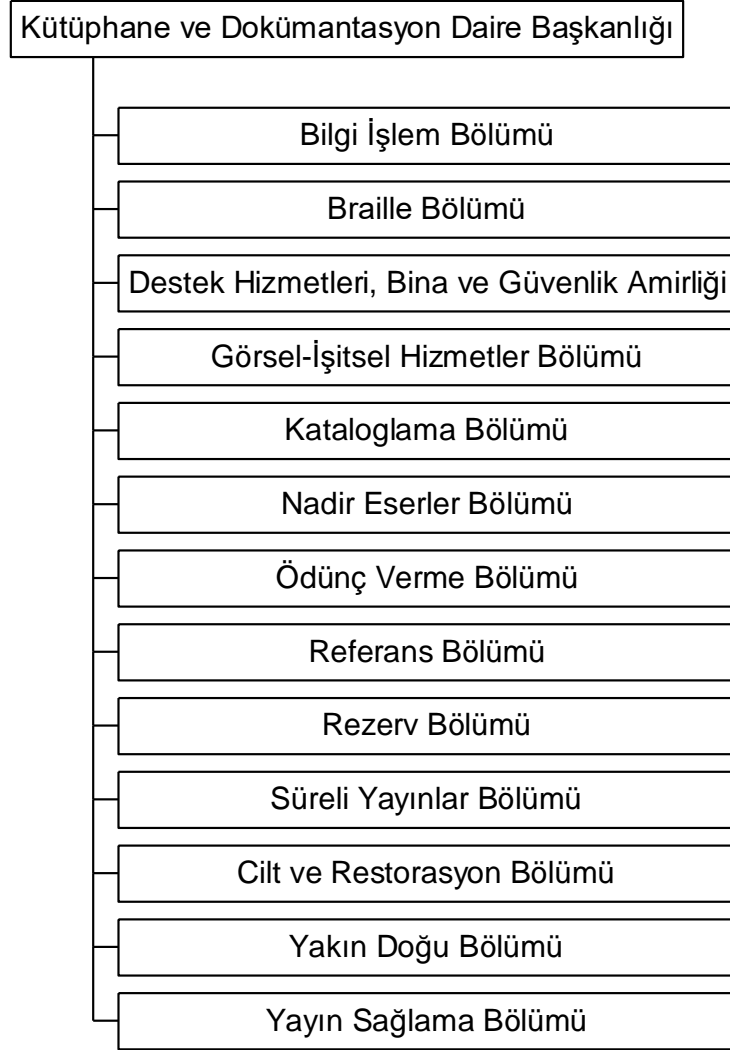 Kütüphane ve Dokümantasyon Daire Başkanlığı
Bilgi İşlem Bölümü
Braille Bölümü
Destek Hizmetleri, Bina ve Güvenlik Amirliği
Görsel-İşitsel Hizmetler Bölümü
Kataloglama Bölümü
Nadir Eserler Bölümü
Ödünç Verme Bölümü
Referans Bölümü
Rezerv Bölümü
Süreli Yayınlar Bölümü
Cilt ve Restorasyon Bölümü
Yakın Doğu Bölümü
Yayın Sağlama Bölümü